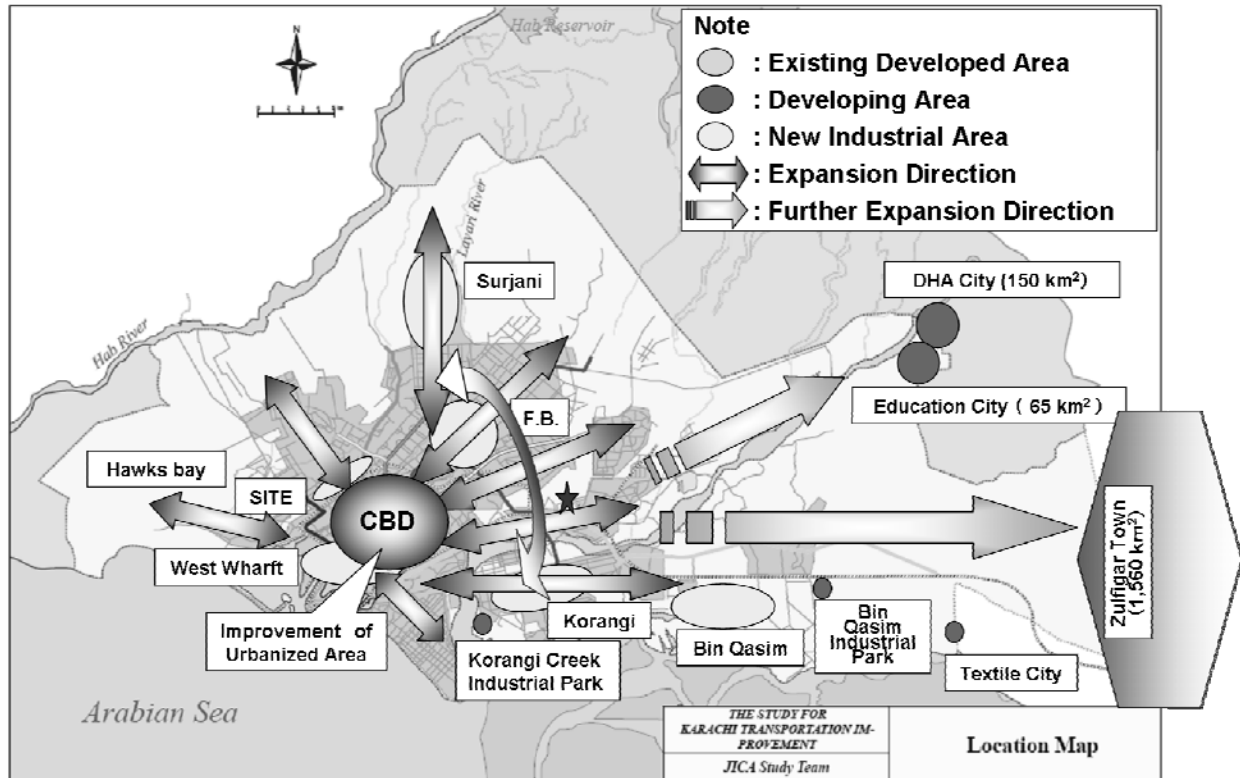 Hab Reservoir
Note
: Existing Developed Area
: Developing Area
: New Industrial Area
: Expansion Direction
: Further Expansion Direction
N
Layari River
Surjani
DHA City (150 km²)
Hab River
Education City ( 65 km²)
F.B.
Hawks bay
SITE
CBD
West Wharft
Zulfigar Town
(1,560 km²)
Improvement of
Urbanized Area
Korangi
Korangi Creek
Industrial Park
Bin Qasim
Bin
Qasim
Industrial
Park
Textile City
Arabian Sea
THE STUDY FOR
KARACHI TRANSPORTATION IM-
PROVEMENT
JICA Study Team
Location Map